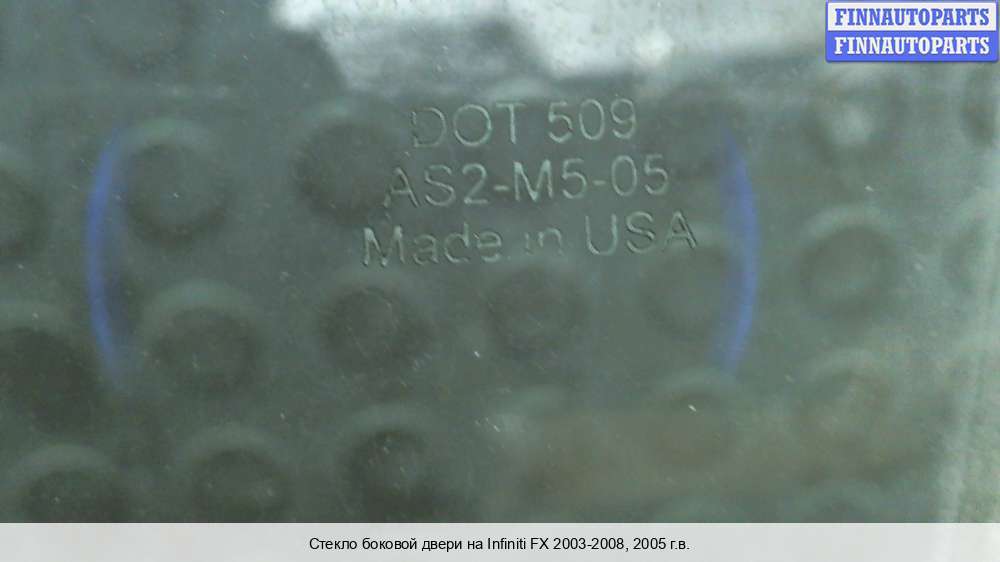 FINNAUTOPARTS
FINNAUTOPARTS
DOT 509
AS2-M5-05
Made in USA
Стекло боковой двери на Infiniti FX 2003-2008, 2005 г.в.